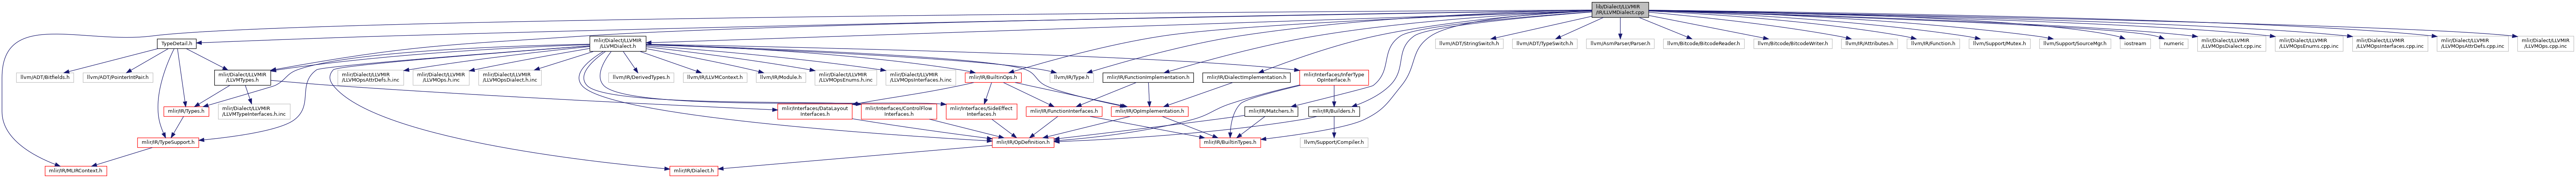 lib/Dialect/LLVMIR
/IR/LLVMDialect.cpp
TypeDetail.h
mlir/Dialect/LLVMIR
/LLVMDialect.h
llvm/ADT/StringSwitch.h
llvm/ADT/TypeSwitch.h
llvm/AsmParser/Parser.h
llvm/Bitcode/BitcodeReader.h
llvm/Bitcode/BitcodeWriter.h
llvm/IR/Attributes.h
llvm/IR/Function.h
llvm/Support/Mutex.h
llvm/Support/SourceMgr.h
iostream
numeric
mlir/Dialect/LLVMIR
/LLVMOpsDialect.cpp.inc
mlir/Dialect/LLVMIR
/LLVMOpsEnums.cpp.inc
mlir/Dialect/LLVMIR
/LLVMOpsInterfaces.cpp.inc
mlir/Dialect/LLVMIR
/LLVMOpsAttrDefs.cpp.inc
mlir/Dialect/LLVMIR
/LLVMOps.cpp.inc
llvm/ADT/Bitfields.h
llvm/ADT/PointerIntPair.h
mlir/Dialect/LLVMIR
/LLVMTypes.h
mlir/Dialect/LLVMIR
/LLVMOpsAttrDefs.h.inc
mlir/Dialect/LLVMIR
/LLVMOps.h.inc
mlir/Dialect/LLVMIR
/LLVMOpsDialect.h.inc
llvm/IR/DerivedTypes.h
llvm/IR/LLVMContext.h
llvm/IR/Module.h
mlir/Dialect/LLVMIR
/LLVMOpsEnums.h.inc
mlir/Dialect/LLVMIR
/LLVMOpsInterfaces.h.inc
mlir/IR/BuiltinOps.h
llvm/IR/Type.h
mlir/IR/FunctionImplementation.h
mlir/IR/DialectImplementation.h
mlir/Interfaces/InferType
OpInterface.h
mlir/IR/Types.h
mlir/Dialect/LLVMIR
/LLVMTypeInterfaces.h.inc
mlir/Interfaces/DataLayout
Interfaces.h
mlir/Interfaces/ControlFlow
Interfaces.h
mlir/Interfaces/SideEffect
Interfaces.h
mlir/IR/FunctionInterfaces.h
mlir/IR/OpImplementation.h
mlir/IR/Matchers.h
mlir/IR/Builders.h
mlir/IR/TypeSupport.h
mlir/IR/OpDefinition.h
mlir/IR/BuiltinTypes.h
llvm/Support/Compiler.h
mlir/IR/MLIRContext.h
mlir/IR/Dialect.h